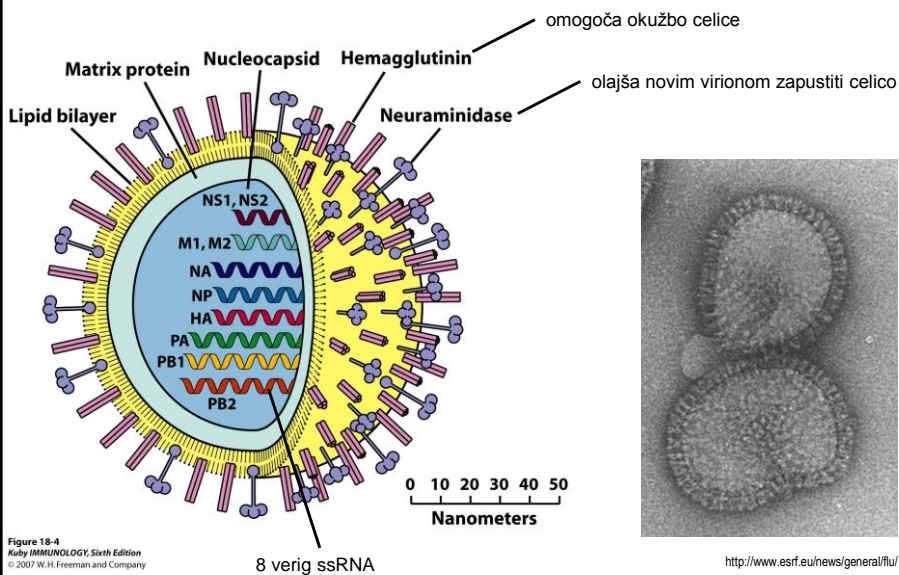 omogoča okužbo celice
Nucleocapsid
Hemagglutinin
Matrix protein
olajša novim virionom zapustiti celico
Lipid bilayer
Neuraminidase
NS1, NS2
M1, M2
NA
NP
HA
PA
PB1
PB2
0 10 20 30 40 50
Nanometers
Figure 18-4
Kuby IMMUNOLOGY, Sixth Edition
© 2007 W. H. Freeman and Company
8 verig ssRNA
http://www.esrf.eu/news/general/flu/